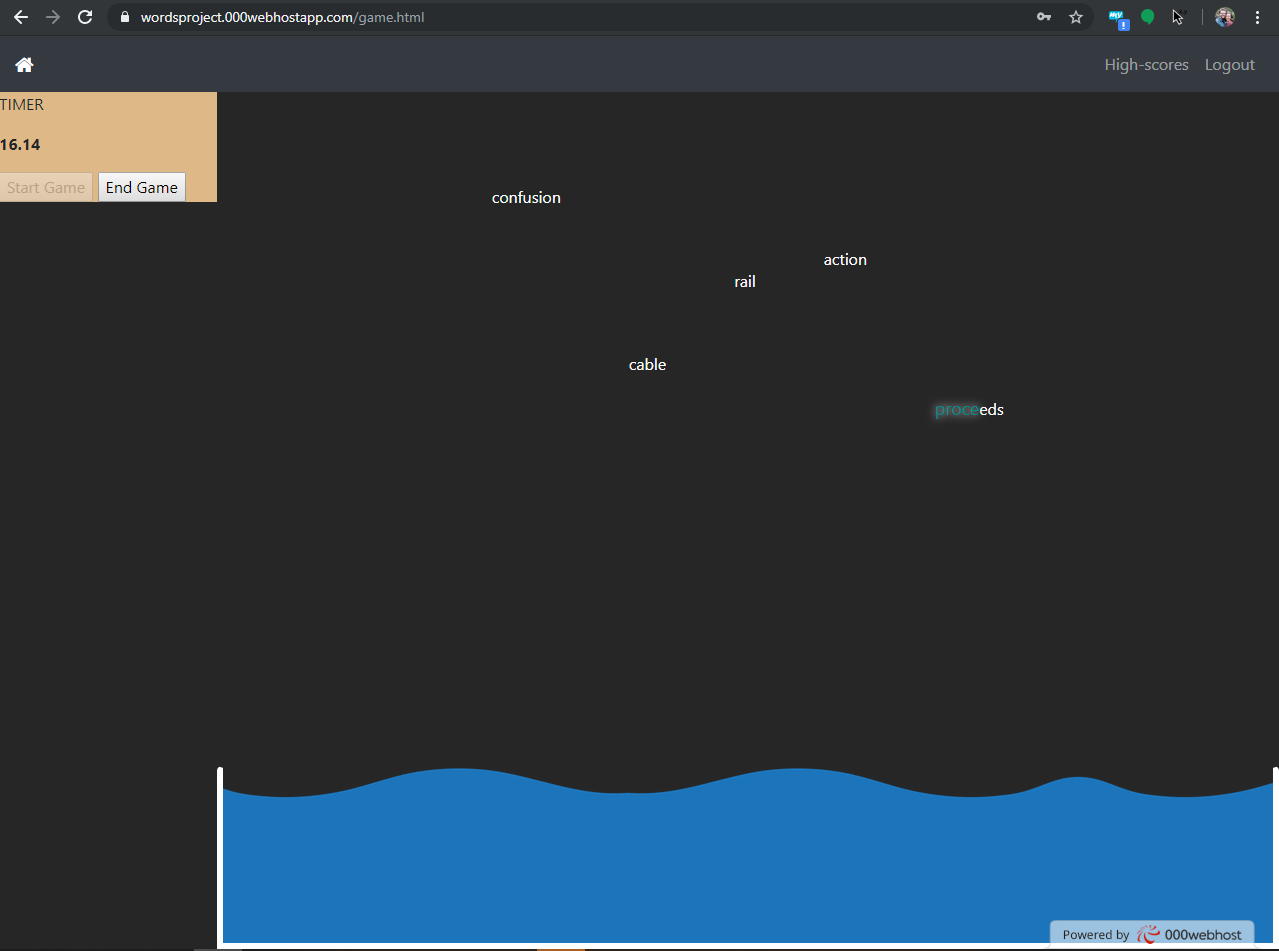 wordsproject.000webhostapp.com/game.html
High-scores Logout
TIMER
16.14
Start Game End Game
confusion
action
rail
cable
proceeds
Powered by 000webhost